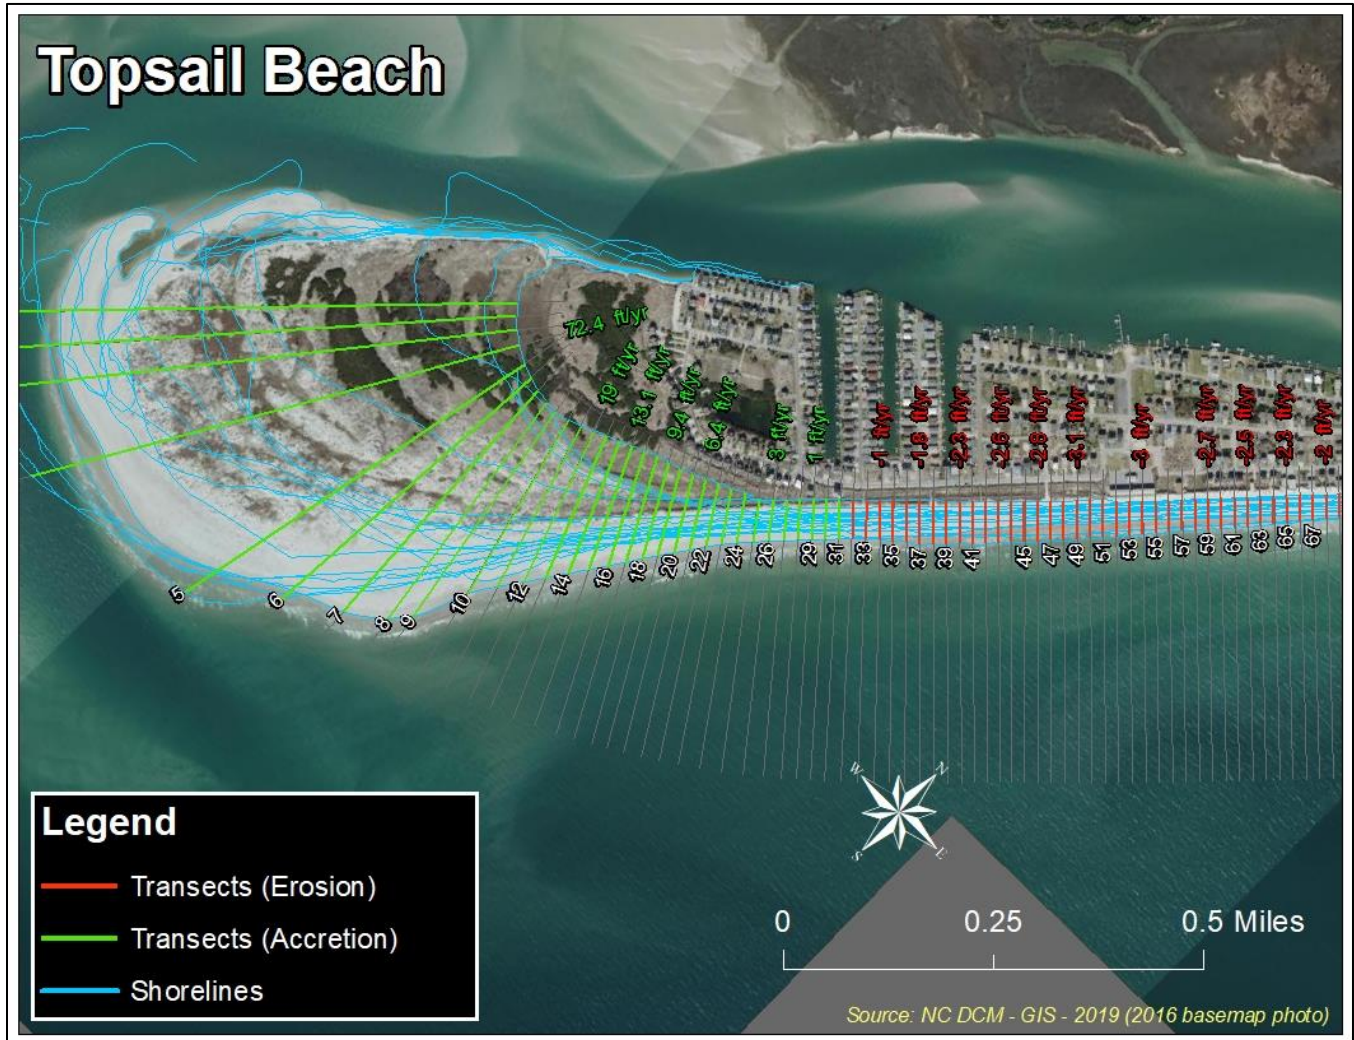 Topsail Beach
72.4 ft/yr
19 ft/yr
13.1 ft/yr
9.4 ft/yr
6.4 ft/yr
3 ft/yr
1 ft/yr
-1 ft/yr
-1.8 ft/yr
-2.3 ft/yr
-2.6 ft/yr
-2.9 ft/yr
-3.1 ft/yr
-3 ft/yr
-2.7 ft/yr
-2.5 ft/yr
-2.3 ft/yr
-2 ft/yr
5
6
7
8
9
10
12
14
16
18
20
22
24
26
29
31
33
35
37
39
41
45
47
49
51
53
55
57
59
61
63
65
67
W
N
S
E
Legend
Transects (Erosion)
Transects (Accretion)
Shorelines
0 0.25 0.5 Miles
Source: NC DCM - GIS - 2019 (2016 basemap photo)